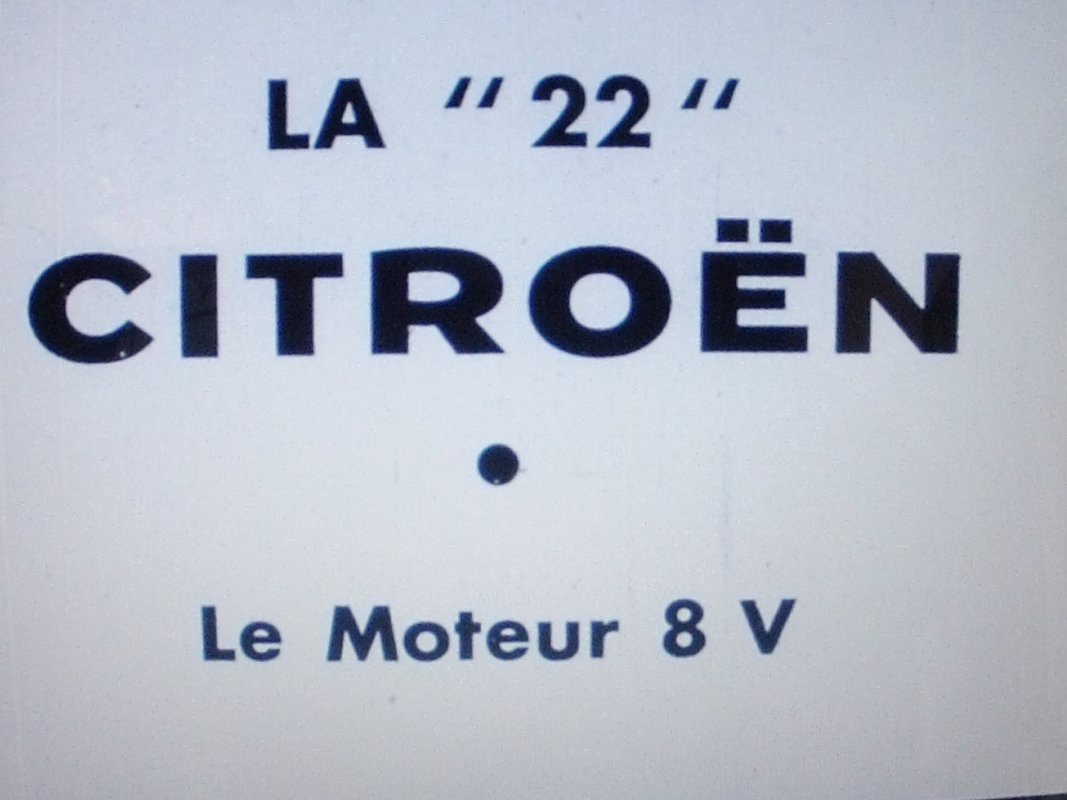 LA "22"
CITROËN
•
Le Moteur 8 V